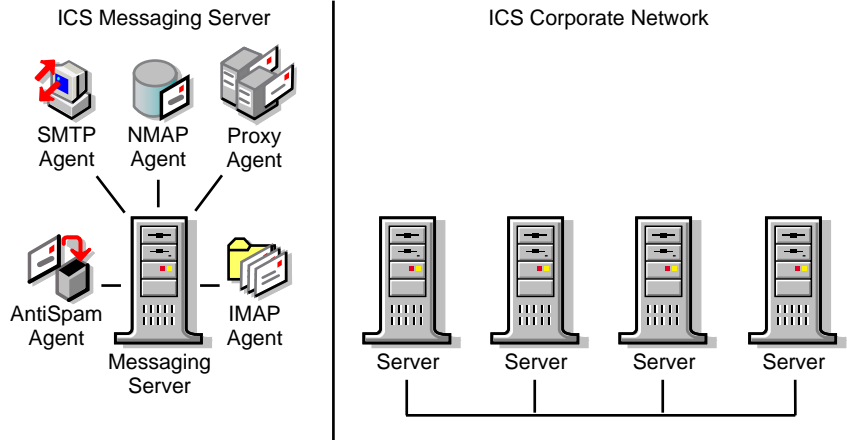 ICS Messaging Server
ICS Corporate Network
SMTP
Agent
NMAP
Agent
Proxy
Agent
AntiSpam
Agent
IMAP
Agent
Messaging
Server
Server
Server
Server
Server